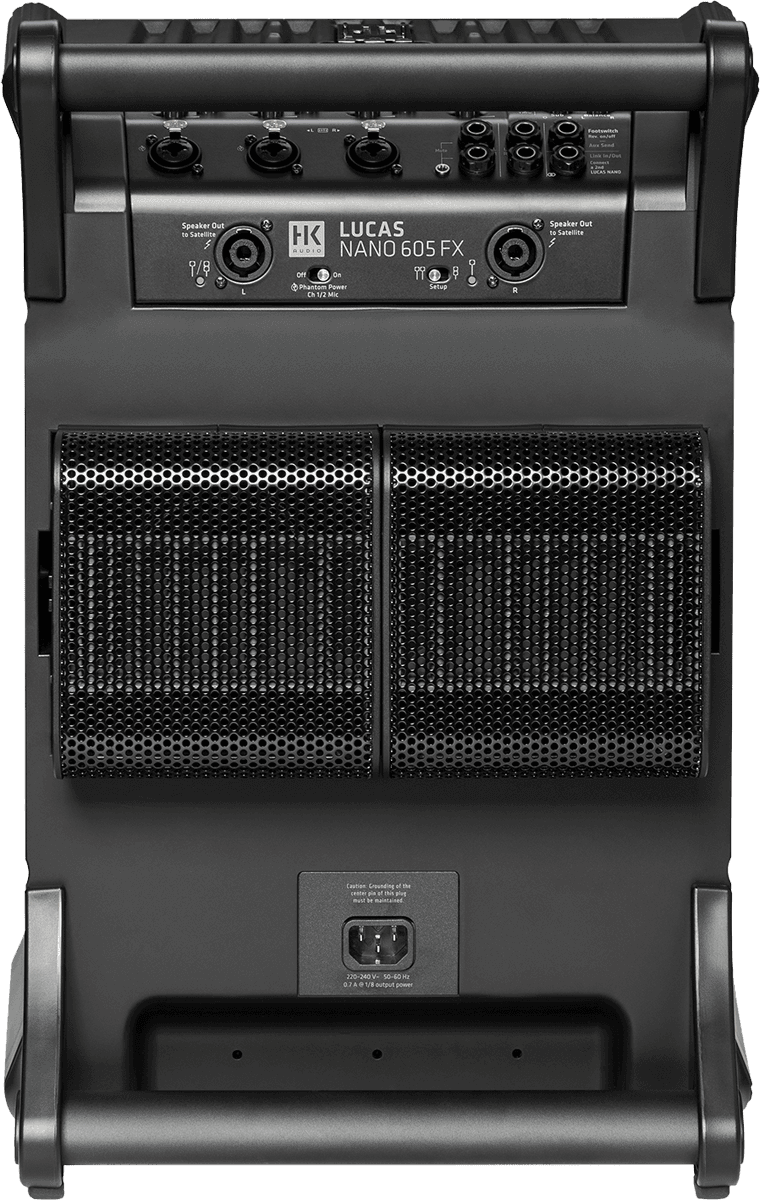 L R
Mute
Balance
Footswitch
Rev. on/off
Aux Send
Link In/Out
Connect
a 2nd
LUCAS NANO
Speaker Out
to Satellite
L
HK
AUDIO
LUCAS
NANO 605 FX
Off On
Phantom Power
Ch 1/2 Mic
Setup
Speaker Out
to Satellite
R
Caution: Grounding of the
center pin of this plug
must be maintained.
220-240 V~ 50-60 Hz
0.7 A @ 1/8 output power